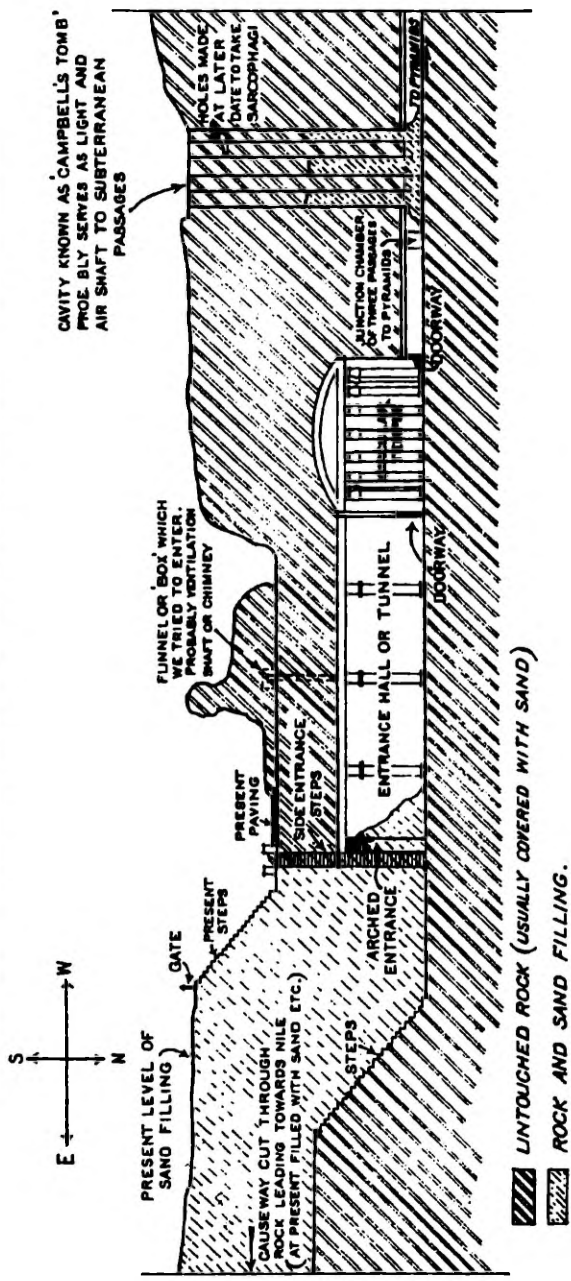 E
S
N
W
PRESENT LEVEL OF
SAND FILLING
GATE
PRESENT
STEPS
PRESENT
PAVING
FUNNEL OR 'BOX' WHICH
WE TRIED TO ENTER.
PROBABLY VENTILATION
SHAFT OR CHIMNEY
CAVITY KNOWN AS 'CAMPBELL'S TOMB'
PROE BLY SERVES AS LIGHT AND
AIR SHAFT TO SUBTERRANEAN
PASSAGES
HOLES MADE
AT LATER
DATE TO TAKE
SARCOPHAGI
CAUSEWAY CUT THROUGH
ROCK LEADING TOWARDS NILE
(AT PRESENT FILLED WITH SAND ETC.)
STEPS
ARCHED
ENTRANCE
SIDE ENTRANCE
STEPS
ENTRANCE HALL OR TUNNEL
DOORWAY
JUNCTION CHAMBER
OF THREE PASSAGES
TO PYRAMIDS
DOORWAY
TO PYRAMIDS
UNTOUCHED ROCK (USUALLY COVERED WITH SAND)
ROCK AND SAND FILLING.